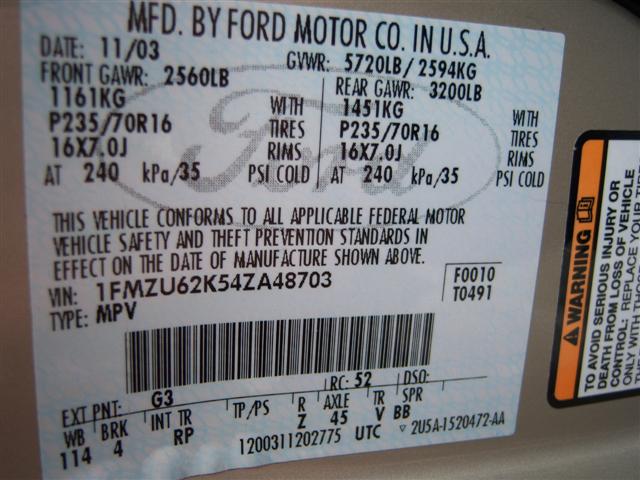 MFD. BY FORD MOTOR CO. IN U.S.A.
DATE: 11/03 GVWR: 5720LB/2594KG
FRONT GAWR: 2560LB REAR GAWR: 3200LB
1161KG WITH 1451KG WITH
P235/70R16 TIRES P235/70R16 TIRES
16X7.0J RIMS 16X7.0J RIMS
AT 240 kPa/35 PSI COLD AT 240 kPa/35 PSI COLD
Ford
THIS VEHICLE CONFORMS TO ALL APPLICABLE FEDERAL MOTOR
VEHICLE SAFETY AND THEFT PREVENTION STANDARDS IN
EFFECT ON THE DATE OF MANUFACTURE SHOWN ABOVE.
VIN: 1FMZU62K54ZA48703 F0010
TYPE: MPV T0491
EXT PNT: G3 RC: 52 DSO:
WB BRK INT TR TP/PS R AXLE TR SPR
114 4 RP Z 45 V BB
1200311202775 UTC 2U5A-1520472-AA
WARNING
TO AVOID SERIOUS INJURY OR
DEATH FROM LOSS OF VEHICLE
CONTROL: REPLACE YOUR
ONLY WITH